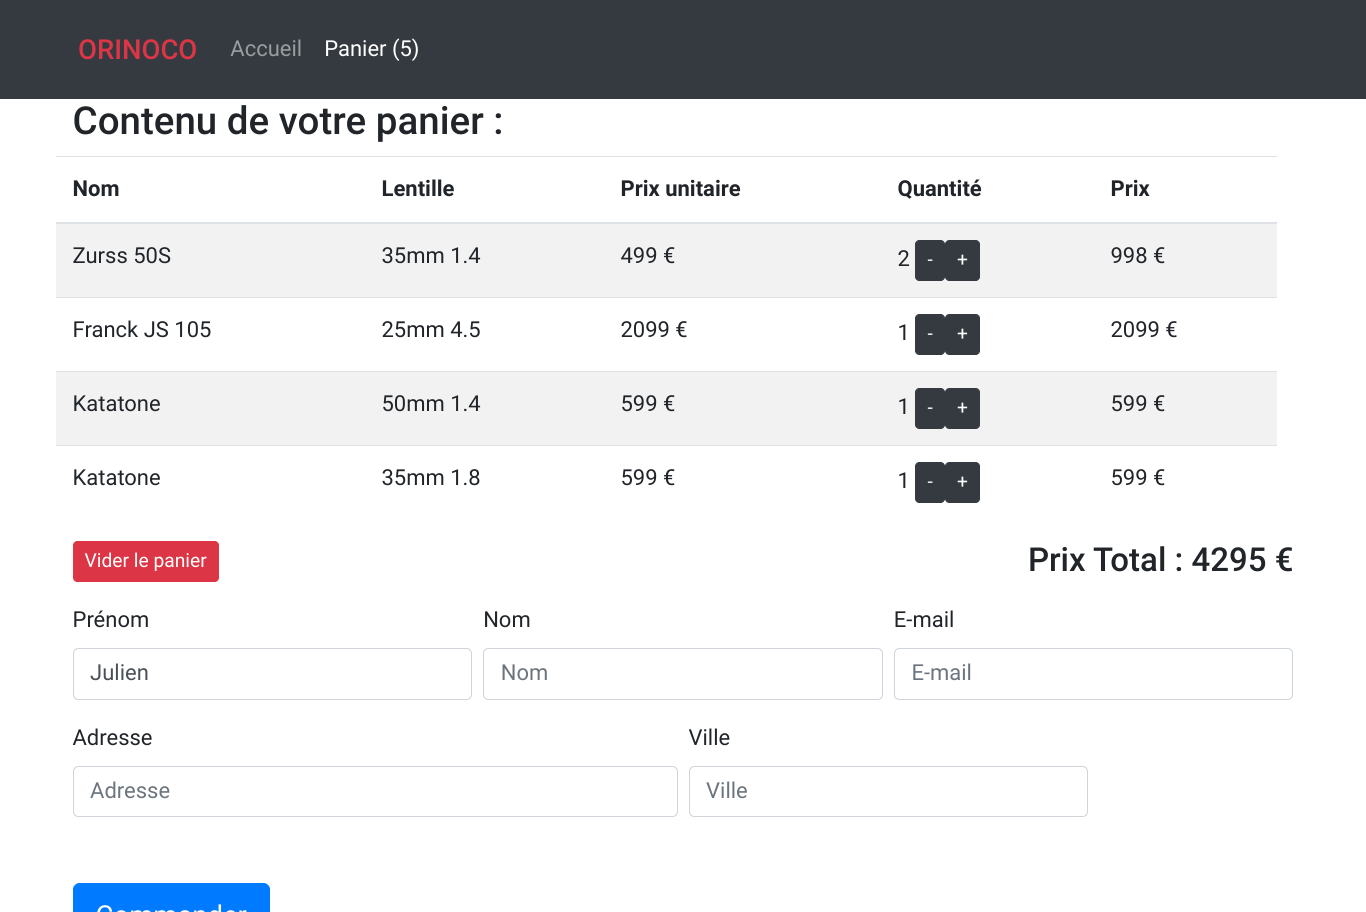 ORINOCO Accueil Panier (5)
Contenu de votre panier :
Nom Lentille Prix unitaire Quantité Prix
Zurss 50S 35mm 1.4 499 € 2 - + 998 €
Franck JS 105 25mm 4.5 2099 € 1 - + 2099 €
Katatone 50mm 1.4 599 € 1 - + 599 €
Katatone 35mm 1.8 599 € 1 - + 599 €
Vider le panier Prix Total : 4295 €
Prénom Nom E-mail
Julien Nom E-mail
Adresse Ville
Adresse Ville
Commander